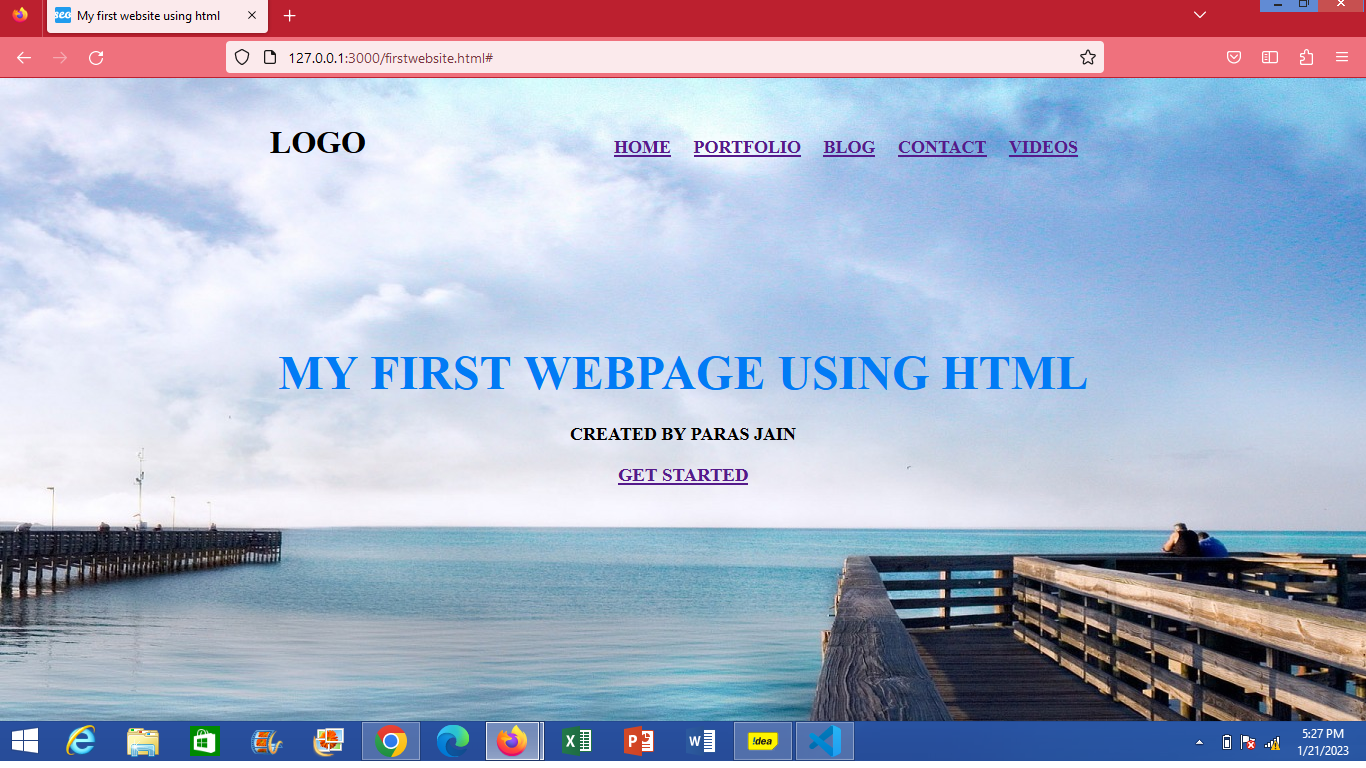 seo My first website using html
127.0.0.1:3000/firstwebsite.html#
LOGO
HOME PORTFOLIO BLOG CONTACT VIDEOS
MY FIRST WEBPAGE USING HTML
CREATED BY PARAS JAIN
GET STARTED
!dea
5:27 PM
1/21/2023